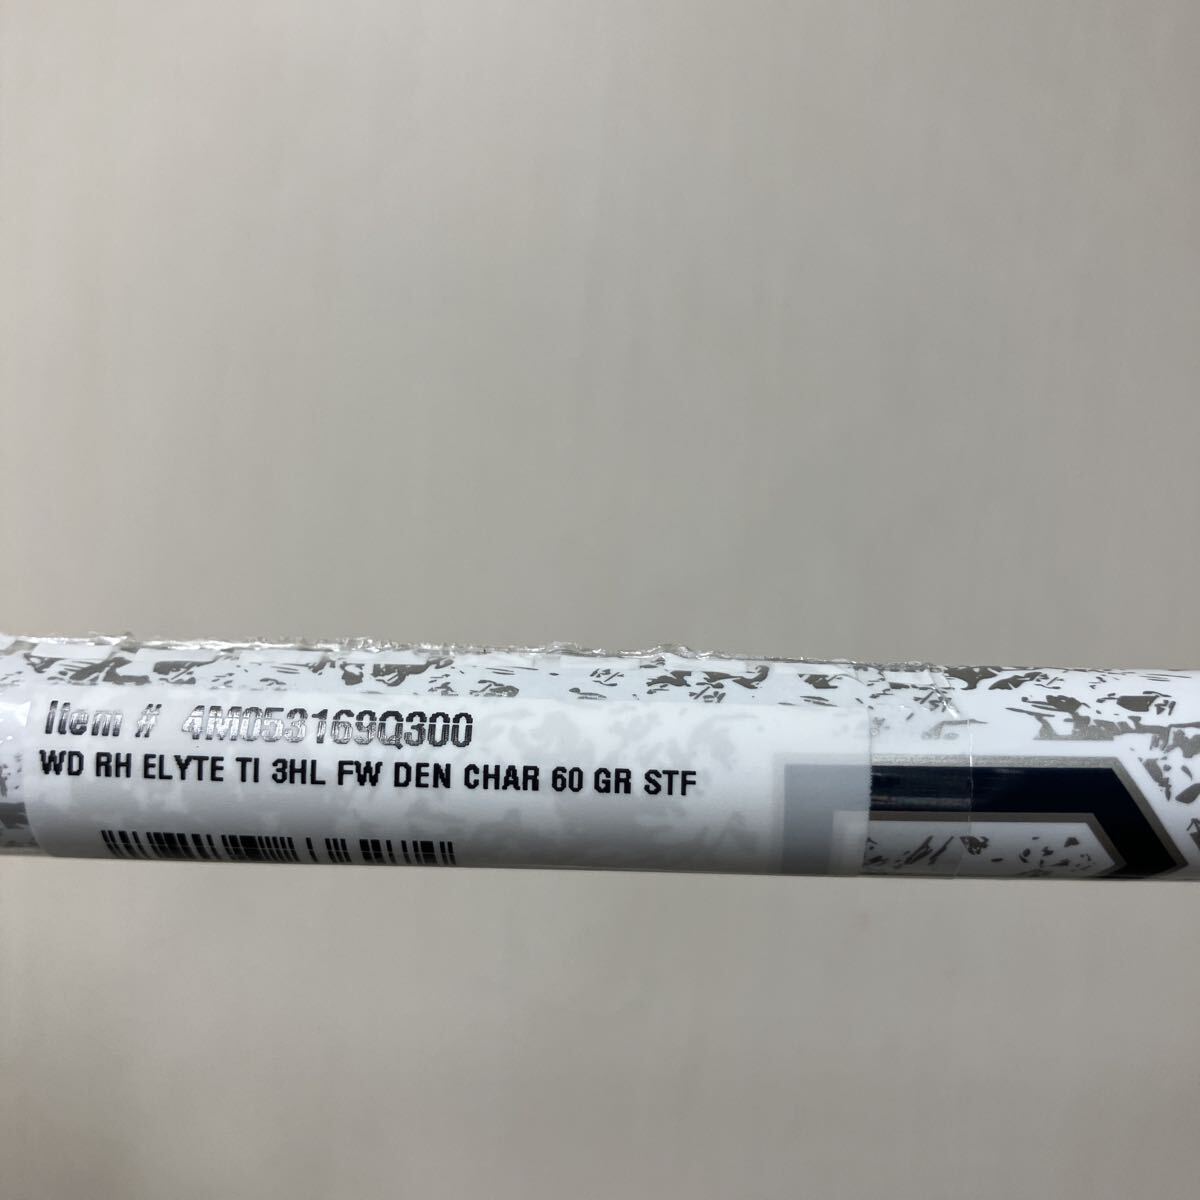 Item # 4M053169Q300
WD RH ELYTE TI 3HL FW DEN CHAR 60 GR STF